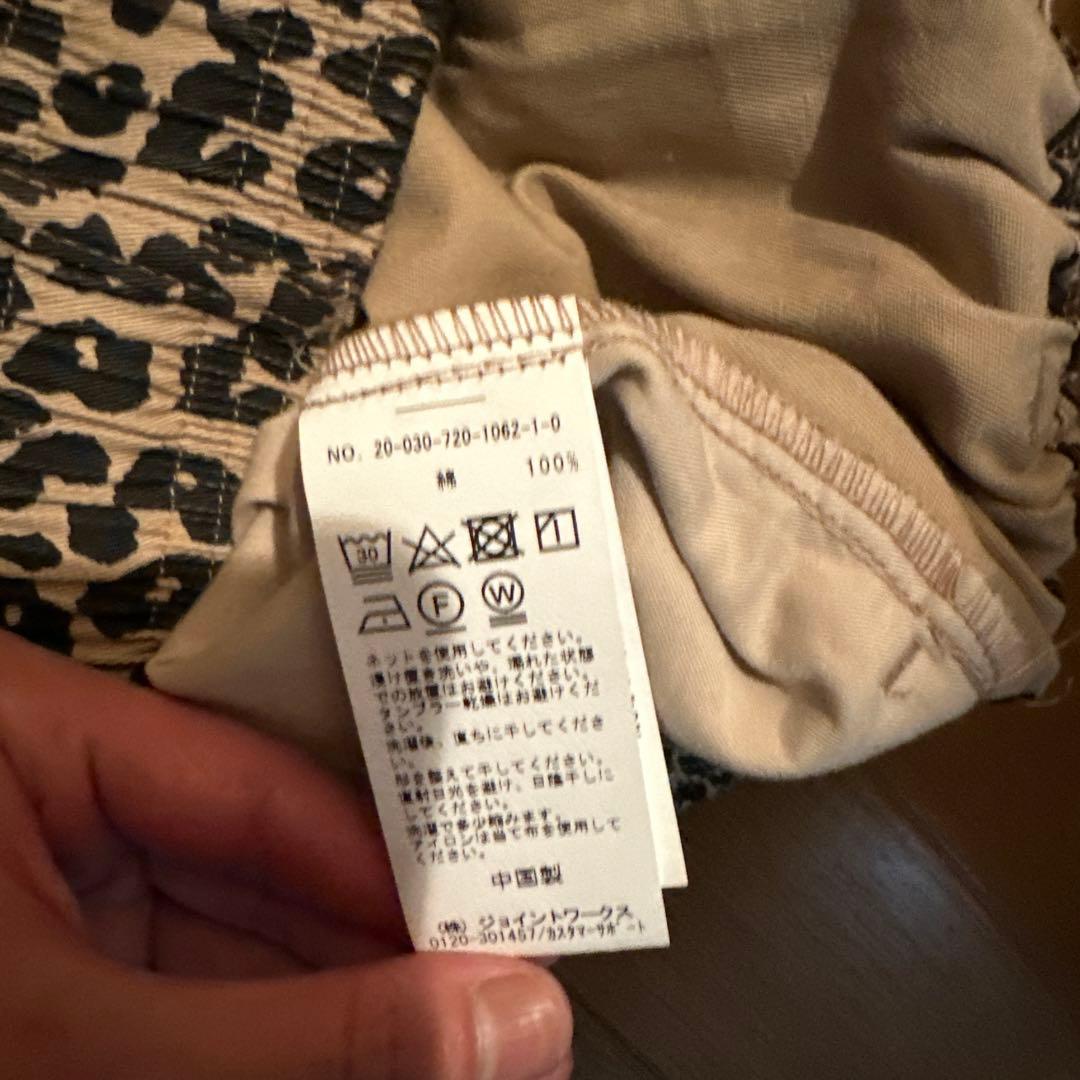 NO. 20-030-720-1062-1-0
綿 100%
30
F W
ネットを使用してください。
漬け置き洗いや、濡れた状態
での放置はお避けください。
タンブラー乾燥はお避けくだ
さい。
洗濯後、直ちに干してくださ
い。
形を整えて干してください。
直射日光を避け、日陰干しに
してください。
洗濯で多少縮みます。
アイロンは当て布を使用して
ください。
中国製
(株) ジョイントワークス
0120-301457/カスタマーサポート